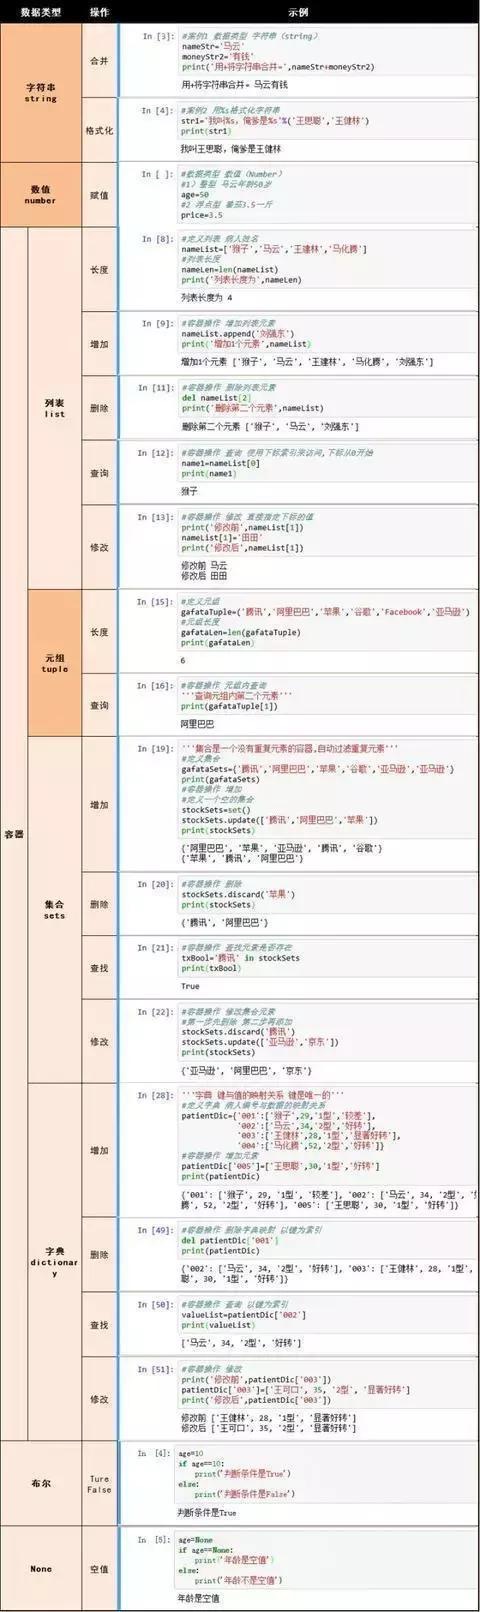 数据类型 操作 示例
字符串
string
合并
In [3]:
#案例1 数据类型 字符串（string）
nameStr='马云'
moneyStr2='有钱'
print('用+将字符串合并=',nameStr+moneyStr2)
用+将字符串合并= 马云有钱
格式化
In [4]:
#案例2 用%s格式化字符串
str1='我叫%s，俺爹是%s'%('王思聪','王健林')
print(str1)
我叫王思聪，俺爹是王健林
数值
number
赋值
In [ ]:
#数据类型 数值（Number）
#1）整型 马云年龄50岁
age=50
#2 浮点型 番茄3.5一斤
price=3.5
容器
列表
list
长度
In [8]:
#定义列表 病人姓名
nameList=['猴子','马云','王建林','马化腾']
#列表长度
nameLen=len(nameList)
print('列表长度为',nameLen)
列表长度为 4
增加
In [9]:
#容器操作 增加列表元素
nameList.append('刘强东')
print('增加1个元素',nameList)
增加1个元素 ['猴子', '马云', '王建林', '马化腾', '刘强东']
删除
In [11]:
#容器操作 删除列表元素
del nameList[2]
print('删除第二个元素',nameList)
删除第二个元素 ['猴子', '马云', '刘强东']
查询
In [12]:
#容器操作 查询 使用下标索引来访问,下标从0开始
name1=nameList[0]
print(name1)
猴子
修改
In [13]:
#容器操作 修改 直接指定下标的值
print('修改前',nameList[1])
nameList[1]='田田'
print('修改后',nameList[1])
修改前 马云
修改后 田田
元组
tuple
长度
In [15]:
#定义元组
gafataTuple=('腾讯','阿里巴巴','苹果','谷歌','Facebook','亚马逊')
#元组长度
gafataLen=len(gafataTuple)
print(gafataLen)
6
查询
In [16]:
#容器操作 元组内查询
'''查询元组内第二个元素'''
print(gafataTuple[1])
阿里巴巴
集合
sets
增加
In [19]:
'''集合是一个没有重复元素的容器,自动过滤重复元素'''
#定义集合
gafataSets={'腾讯','阿里巴巴','苹果','谷歌','亚马逊','亚马逊'}
print(gafataSets)
#容器操作 增加
#定义一个空的集合
stockSets=set()
stockSets.update(['腾讯','阿里巴巴','苹果'])
print(stockSets)
{'阿里巴巴', '苹果', '亚马逊', '腾讯', '谷歌'}
{'苹果', '腾讯', '阿里巴巴'}
删除
In [20]:
#容器操作 删除
stockSets.discard('苹果')
print(stockSets)
{'腾讯', '阿里巴巴'}
查找
In [21]:
#容器操作 查找元素是否存在
txBool='腾讯' in stockSets
print(txBool)
True
修改
In [22]:
#容器操作 修改集合元素
#第一步先删除 第二步再添加
stockSets.discard('腾讯')
stockSets.update(['亚马逊','京东'])
print(stockSets)
{'亚马逊', '阿里巴巴', '京东'}
字典
dictionar
y
增加
In [28]:
'''字典 键与值的映射关系 键是唯一的'''
#定义字典 病人编号与数据的映射关系
patientDic={'001':['猴子',29,'1型','较差'],
'002':['马云',34,'2型','好转'],
'003':['王健林',28,'1型','显著好转'],
'004':['马化腾',52,'2型','好转']}
#容器操作 增加元素
patientDic['005']=['王思聪',30,'1型','好转']
print(patientDic)
{'001': ['猴子', 29, '1型', '较差'], '002': ['马云', 34, '2型', '
腾', 52, '2型', '好转'], '005': ['王思聪', 30, '1型', '好转']}
删除
In [49]:
#容器操作 删除字典映射 以键为索引
del patientDic['001']
print(patientDic)
{'002': ['马云', 34, '2型', '好转'], '003': ['王健林', 28, '1型',
聪', 30, '1型', '好转']}
查找
In [50]:
#容器操作 查询 以键为索引
valueList=patientDic['002']
print(valueList)
['马云', 34, '2型', '好转']
修改
In [51]:
#容器操作 修改
print('修改前',patientDic['003'])
patientDic['003']=['王可口', 35, '2型', '显著好转']
print('修改后',patientDic['003'])
修改前 ['王健林', 28, '1型', '显著好转']
修改后 ['王可口', 35, '2型', '显著好转']
布尔
Ture
False
In [4]:
age=10
if age==10:
print('判断条件是True')
else:
print('判断条件是False')
判断条件是True
None
空值
In [5]:
age=None
if age==None:
print('年龄是空值')
else:
print('年龄不是空值')
年龄是空值